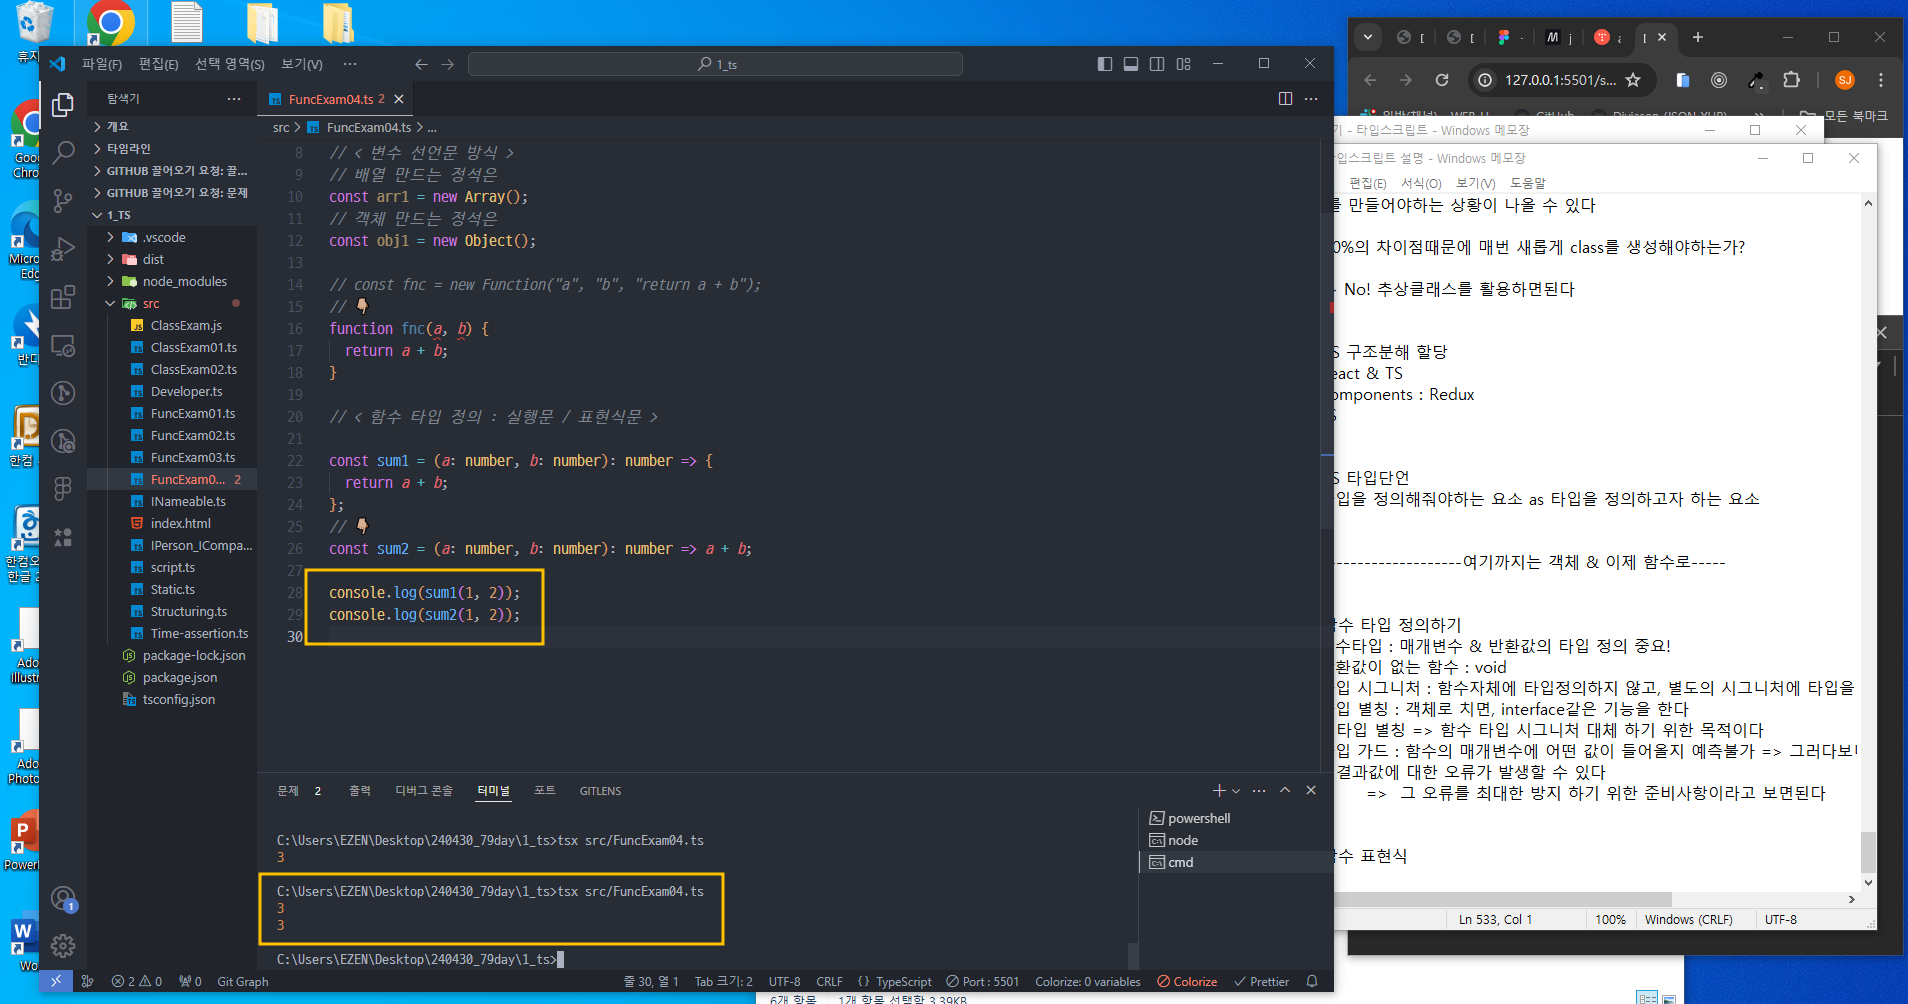 휴지
파일(F) 편집(E) 선택 영역(S) 보기(V) ···
1_ts
탐색기
개요
타임라인
GITHUB 끌어오기 요청: 끌...
GITHUB 끌어오기 요청: 문제
1_TS
.vscode
dist
node_modules
src
ClassExam.js
ClassExam01.ts
ClassExam02.ts
Developer.ts
FuncExam01.ts
FuncExam02.ts
FuncExam03.ts
FuncExam0... 2
INameable.ts
index.html
IPerson_ICompa...
script.ts
Static.ts
Structuring.ts
Time-assertion.ts
package-lock.json
package.json
tsconfig.json
FuncExam04.ts 2
src > FuncExam04.ts > ...
8 // < 변수 선언문 방식 >
9 // 배열 만드는 정석은
10 const arr1 = new Array();
11 // 객체 만드는 정석은
12 const obj1 = new Object();
13
14 // const fnc = new Function("a", "b", "return a + b");
15 // 👇
16 function fnc(a, b) {
17 return a + b;
18 }
19
20 // < 함수 타입 정의 : 실행문 / 표현식문 >
21
22 const sum1 = (a: number, b: number): number => {
23 return a + b;
24 };
25 // 👇
26 const sum2 = (a: number, b: number): number => a + b;
27
28 console.log(sum1(1, 2));
29 console.log(sum2(1, 2));
30
문제 2 출력 디버그 콘솔 터미널 포트 GITLENS
C:\Users\EZEN\Desktop\240430_79day\1_ts>tsx src/FuncExam04.ts
3
C:\Users\EZEN\Desktop\240430_79day\1_ts>tsx src/FuncExam04.ts
3
3
C:\Users\EZEN\Desktop\240430_79day\1_ts>
powershell
node
cmd
1
2 0 0 Git Graph
줄 30, 열 1 Tab 크기: 2 UTF-8 CRLF {} TypeScript Port : 5501 Colorize: 0 variables Colorize Prettier
127.0.0.1:5501/s...
SJ
모든 북마크
기 - 타입스크립트 - Windows 메모장
타입스크립트 설명 - Windows 메모장
편집(E) 서식(O) 보기(V) 도움말
를 만들어야하는 상황이 나올 수 있다
0%의 차이점때문에 매번 새롭게 class를 생성해야하는가?
No! 추상클래스를 활용하면된다
S 구조분해 할당
eact & TS
omponents : Redux
S
S 타입단언
입을 정의해줘야하는 요소 as 타입을 정의하고자 하는 요소
-------------------여기까지는 객체 & 이제 함수로-----
함수 타입 정의하기
수타입 : 매개변수 & 반환값의 타입 정의 중요!
환값이 없는 함수 : void
입 시그니처 : 함수자체에 타입정의하지 않고, 별도의 시그니처에 타입을
입 별칭 : 객체로 치면, interface같은 기능을 한다
타입 별칭 => 함수 타입 시그니처 대체 하기 위한 목적이다
입 가드 : 함수의 매개변수에 어떤 값이 들어올지 예측불가 => 그러다보니
결과값에 대한 오류가 발생할 수 있다
=> 그 오류를 최대한 방지 하기 위한 준비사항이라고 보면된다
함수 표현식
Ln 533, Col 1 100% Windows (CRLF) UTF-8
6개 항목 1개 항목 선택함 3.39KB
Goo
Chro
Micro
Edg
반디
한컴
한컴오
한글 2
Ado
Illustr
Ado
Photo
Powerl
Wo